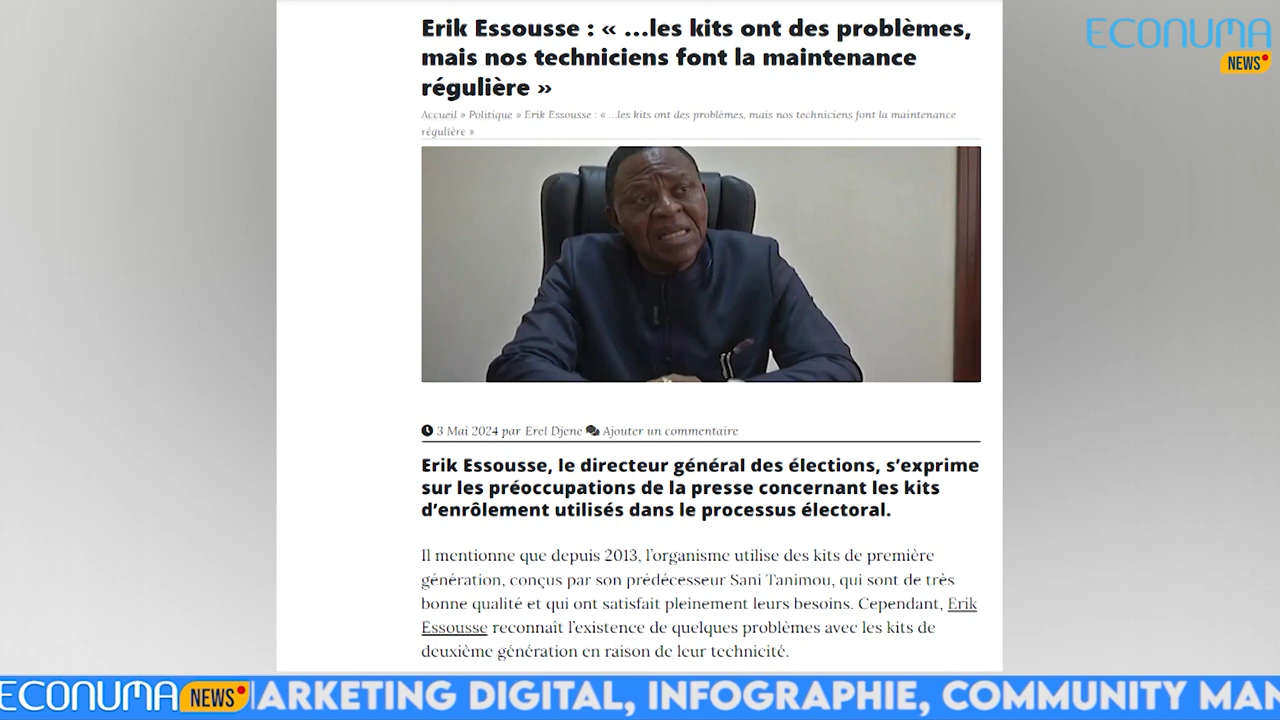 Erik Essousse : « ...les kits ont des problèmes,
mais nos techniciens font la maintenance
régulière »
ECONUMA
NEWS
Accueil » Politique » Erik Essousse : « ...les kits ont des problèmes, mais nos techniciens font la maintenance
régulière »
3 Mai 2024 par Erel Djene Ajouter un commentaire
Erik Essousse, le directeur général des élections, s'exprime
sur les préoccupations de la presse concernant les kits
d'enrôlement utilisés dans le processus électoral.
Il mentionne que depuis 2013, l'organisme utilise des kits de première
génération, conçus par son prédécesseur Sani Tanimou, qui sont de très
bonne qualité et qui ont satisfait pleinement leurs besoins. Cependant, Erik
Essousse reconnait l'existence de quelques problèmes avec les kits de
deuxième génération en raison de leur technicité.
ECONUMA NEWS MARKETING DIGITAL, INFOGRAPHIE, COMMUNITY MAN